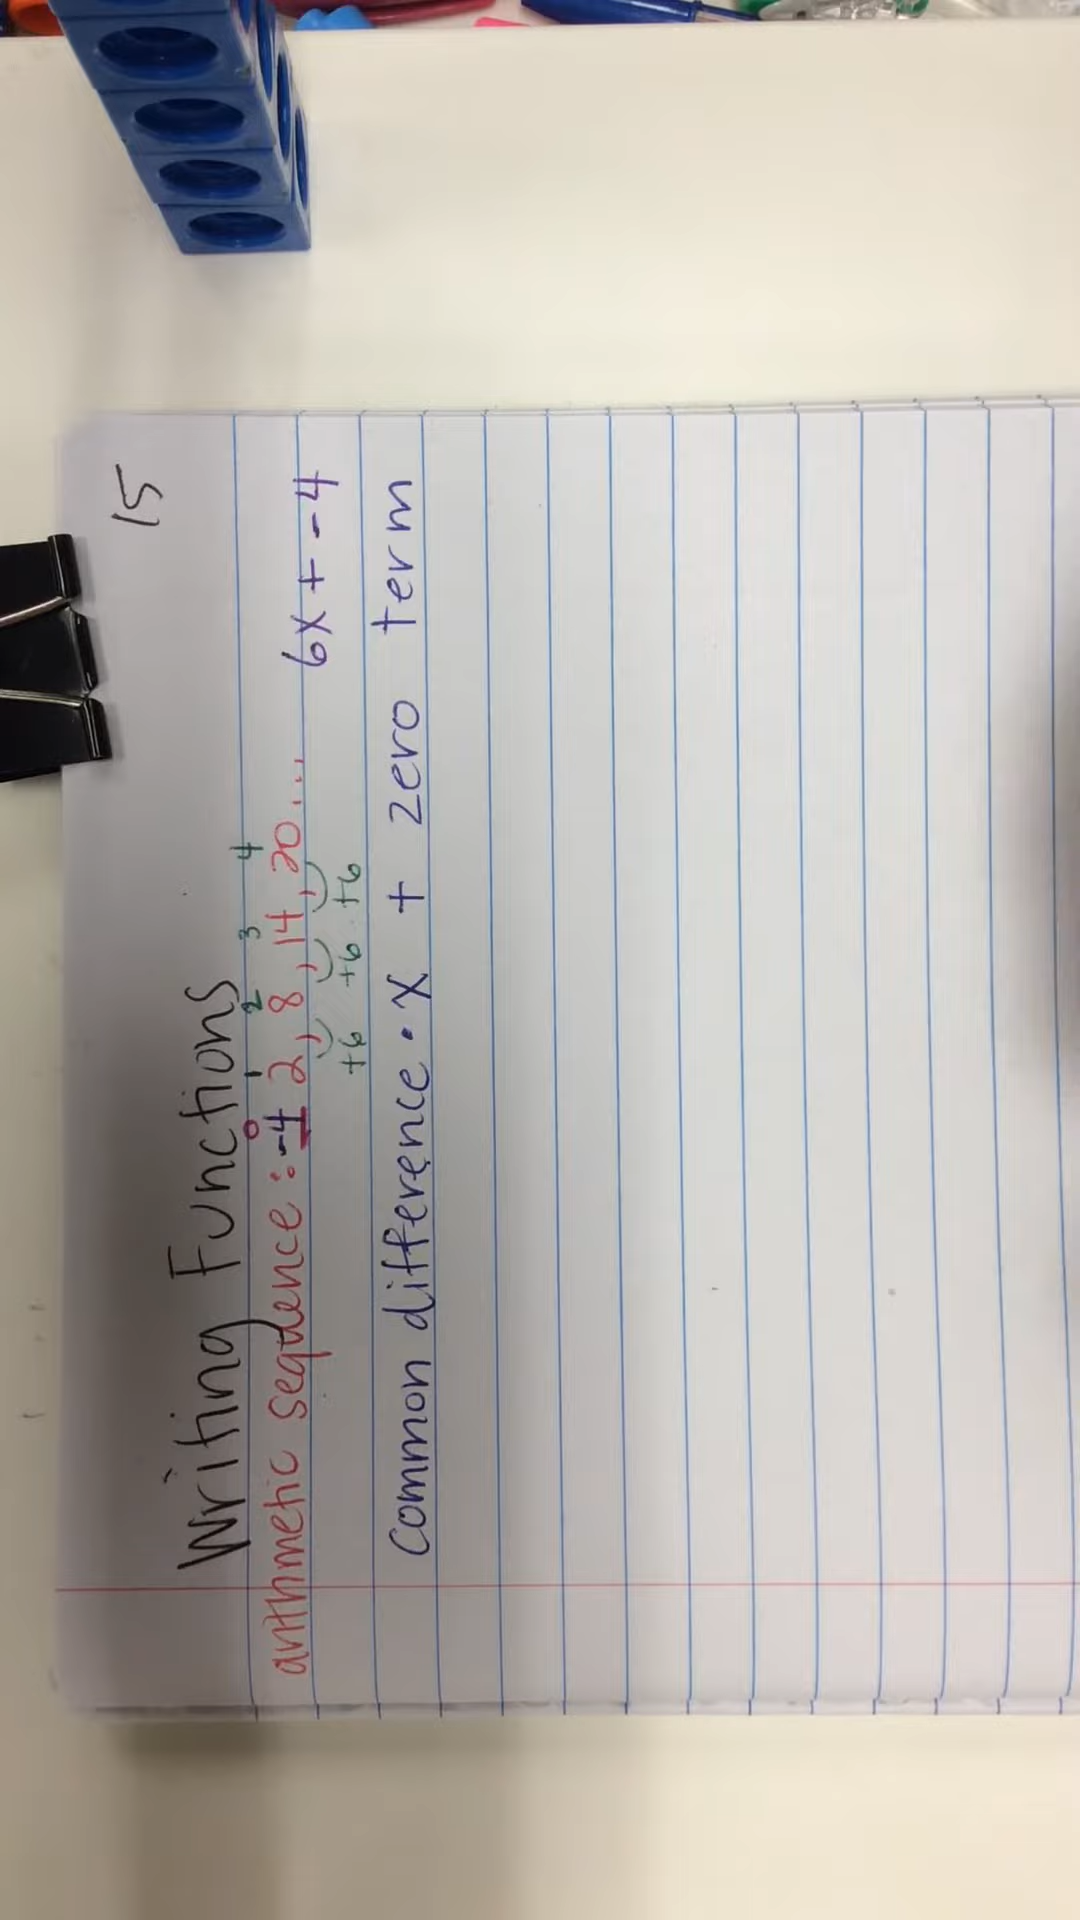 15
Writing Functions
0 1 2 3 4
arithmetic sequence: -4 2, 8, 14, 20... 6x + -4
+6 +6 +6
Common difference · x + zero term